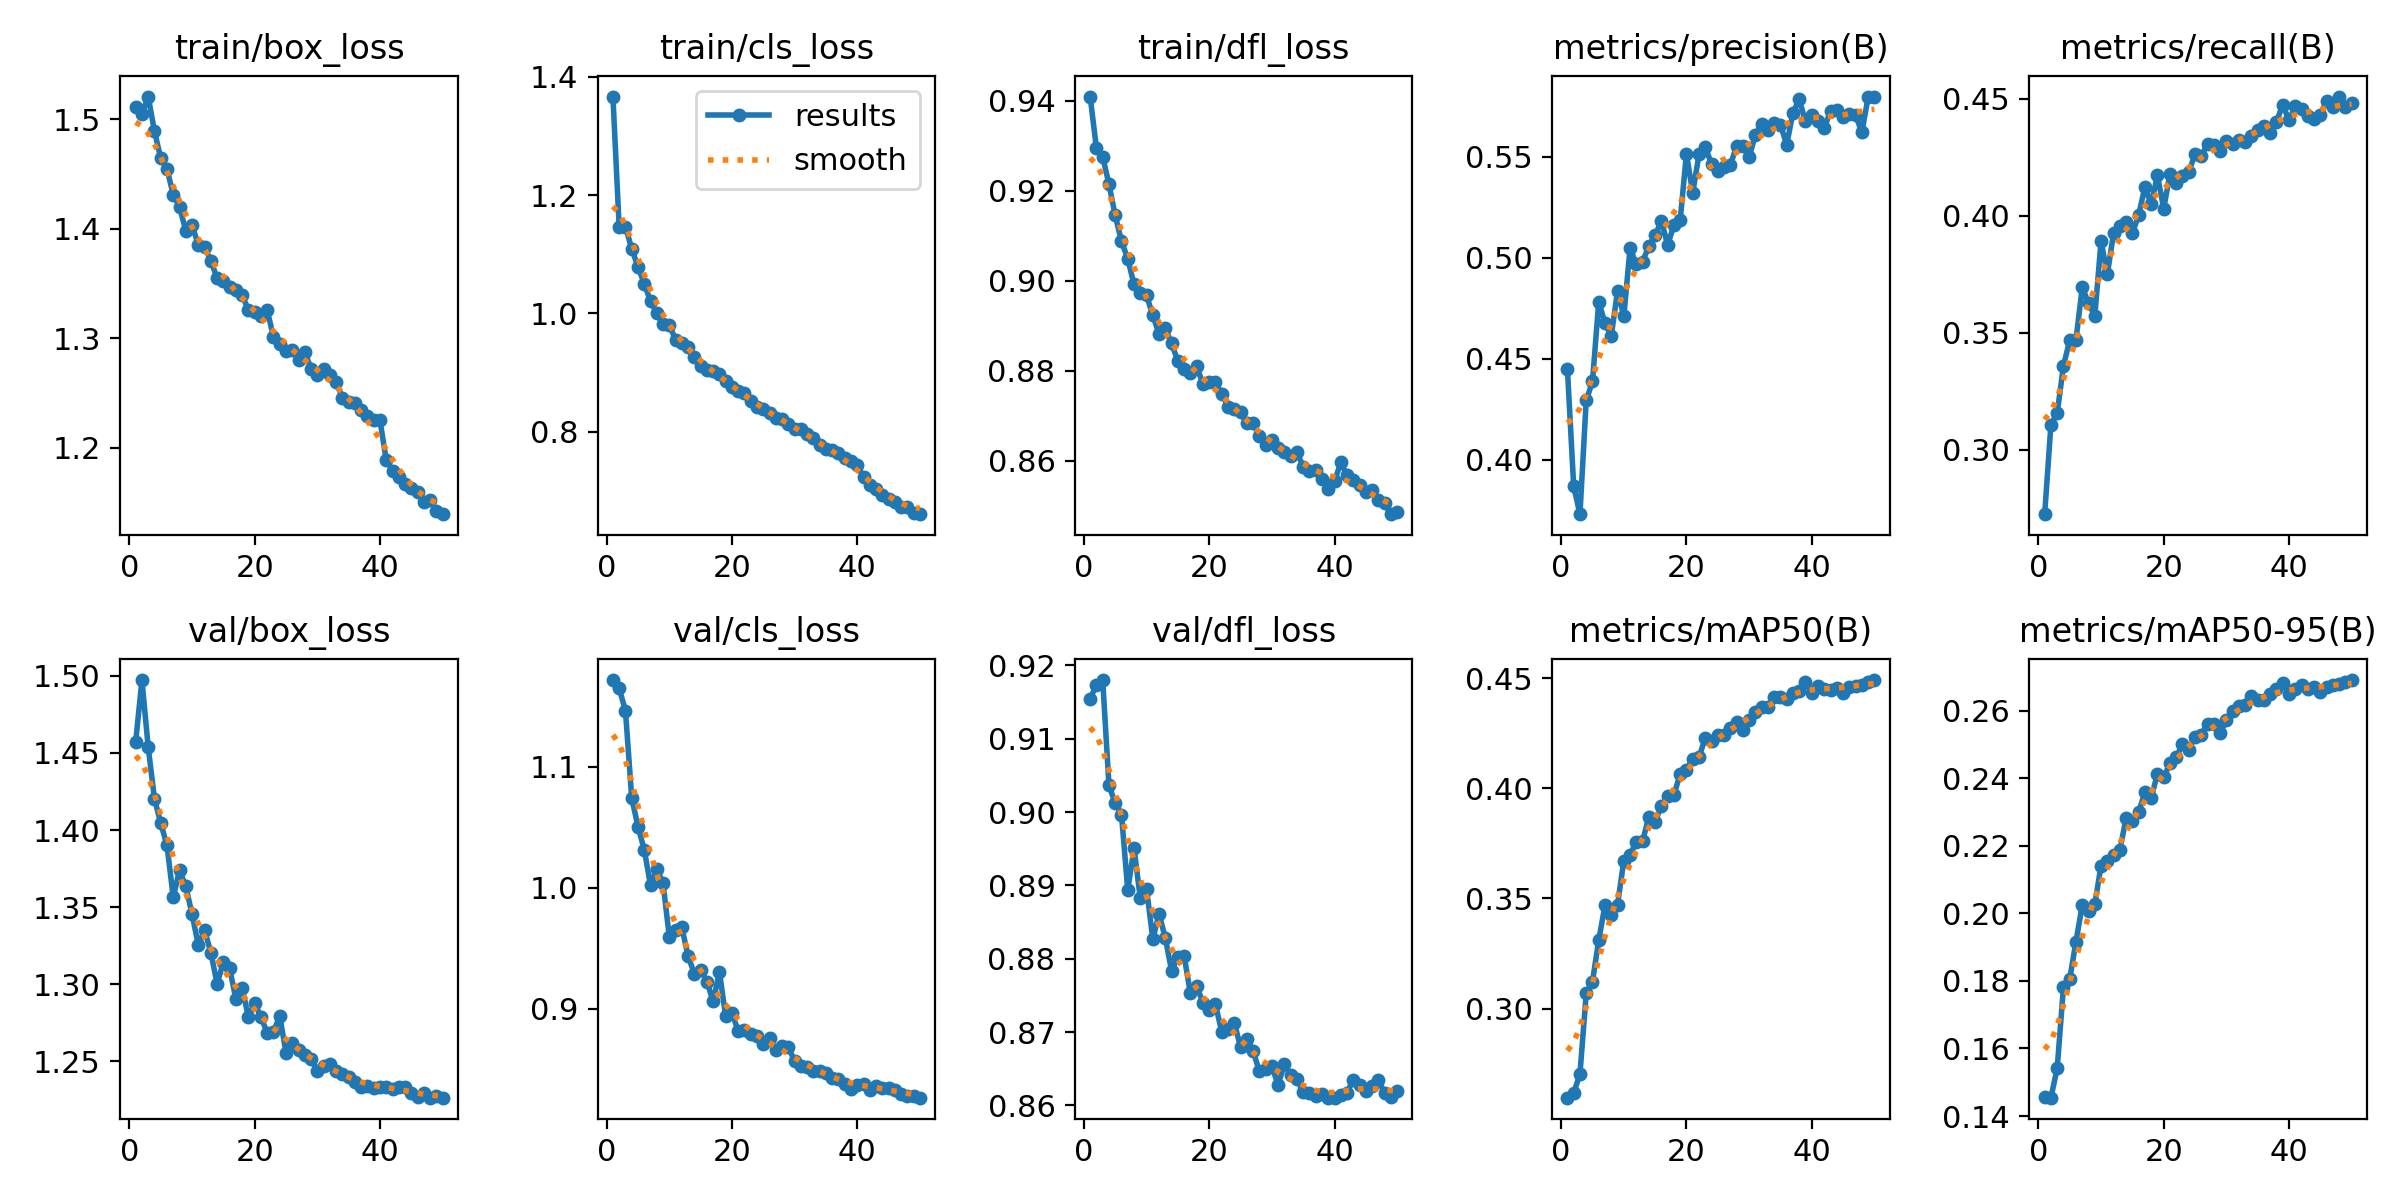 train/box_loss
train/cls_loss
train/dfl_loss
metrics/precision(B)
metrics/recall(B)
1.5
1.4
1.3
1.2
0 20 40
1.4
1.2
1.0
0.8
results
smooth
0 20 40
0.94
0.92
0.90
0.88
0.86
0 20 40
0.55
0.50
0.45
0.40
0 20 40
0.45
0.40
0.35
0.30
0 20 40
val/box_loss
val/cls_loss
val/dfl_loss
metrics/mAP50(B)
metrics/mAP50-95(B)
1.50
1.45
1.40
1.35
1.30
1.25
0 20 40
1.1
1.0
0.9
0 20 40
0.92
0.91
0.90
0.89
0.88
0.87
0.86
0 20 40
0.45
0.40
0.35
0.30
0 20 40
0.26
0.24
0.22
0.20
0.18
0.16
0.14
0 20 40